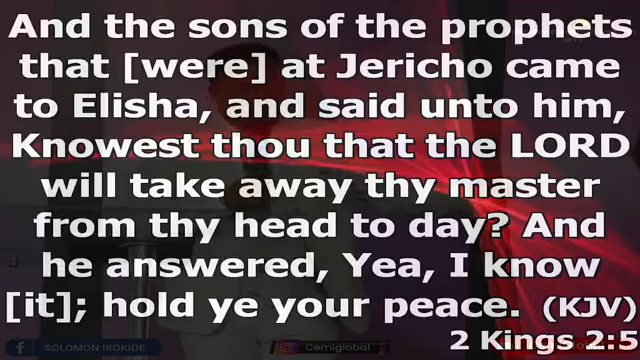 And the sons of the prophets
that [were] at Jericho came
to Elisha, and said unto him,
Knowest thou that the LORD
will take away thy master
from thy head to day? And
he answered, Yea, I know
[it]; hold ye your peace. (KJV)
2 Kings 2:5
SOLOMON IKOKIDE
Cemiglobal